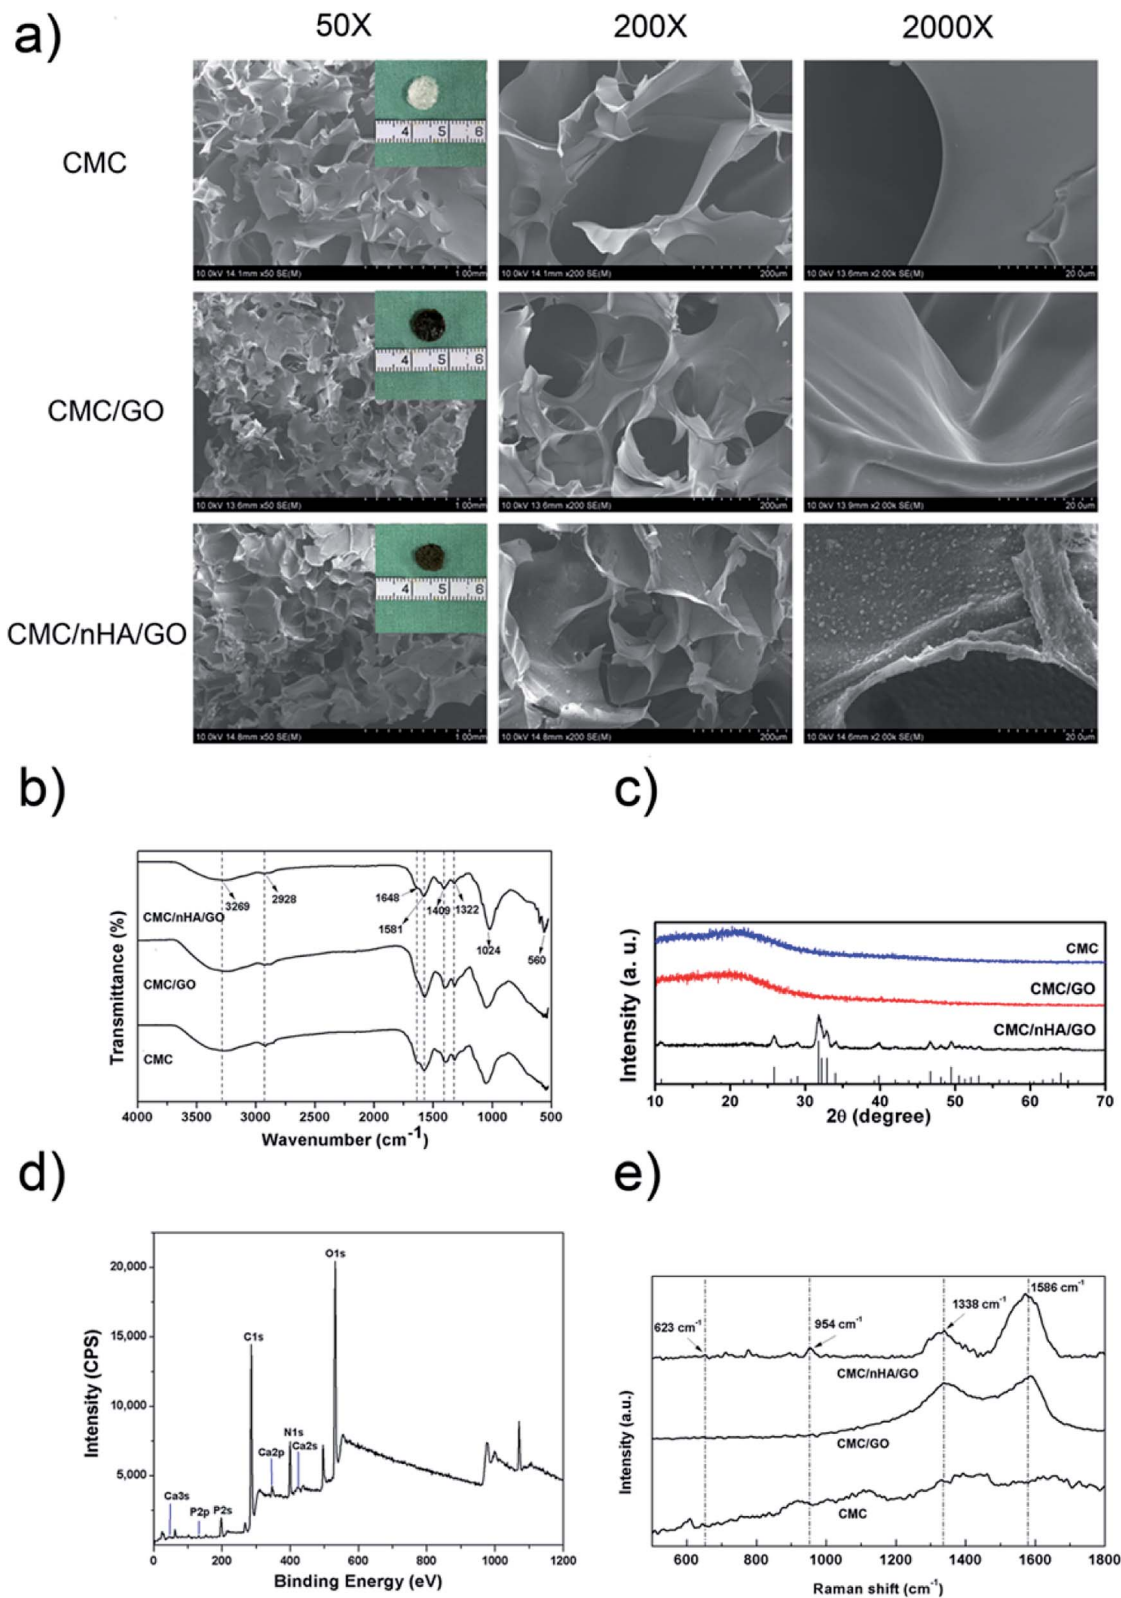 a)
50X
200X
2000X
CMC
4 5 6
10.0kV 14.1mm x50 SE(M) 1.00mm
10.0kV 14.1mm x200 SE(M) 200um
10.0kV 13.6mm x2.00k SE(M) 20.0um
CMC/GO
4 5 6
10.0kV 13.6mm x50 SE(M) 1.00mm
10.0kV 13.6mm x200 SE(M) 200um
10.0kV 13.9mm x2.00k SE(M) 20.0um
CMC/nHA/GO
4 5 6
10.0kV 14.8mm x50 SE(M) 1.00mm
10.0kV 14.8mm x200 SE(M) 200um
10.0kV 14.6mm x2.00k SE(M) 20.0um
b)
Transmittance (%)
3269
2928
1648
1581
1409
1322
1024
560
CMC/nHA/GO
CMC/GO
CMC
4000 3500 3000 2500 2000 1500 1000 500
Wavenumber (cm-1)
c)
Intensity (a. u.)
CMC
CMC/GO
CMC/nHA/GO
10 20 30 40 50 60 70
2θ (degree)
d)
Intensity (CPS)
20,000
15,000
10,000
5,000
O1s
C1s
N1s
Ca2p
Ca2s
Ca3s
P2p
P2s
0 200 400 600 800 1000 1200
Binding Energy (eV)
e)
Intensity (a.u.)
623 cm-1
954 cm-1
1338 cm-1
1586 cm-1
CMC/nHA/GO
CMC/GO
CMC
600 800 1000 1200 1400 1600 1800
Raman shift (cm-1)